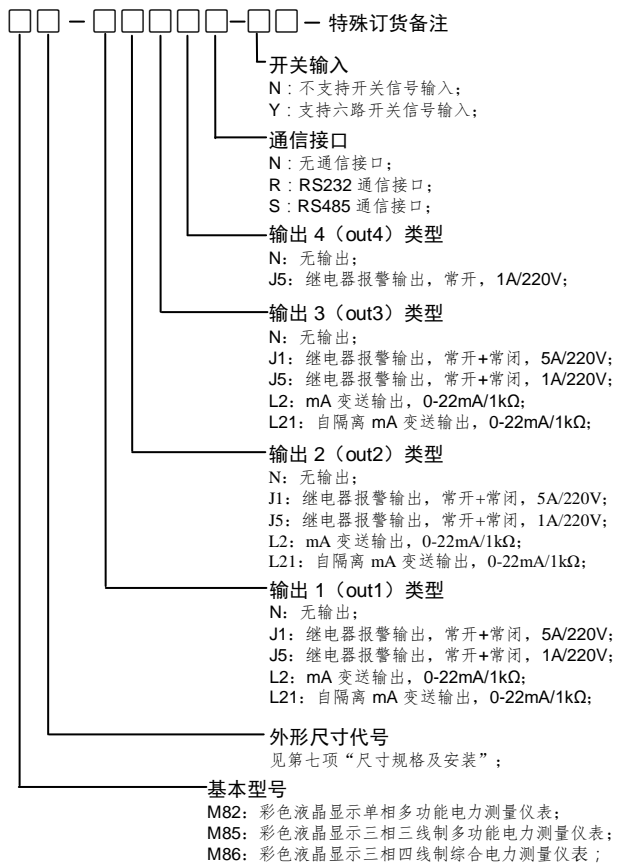 □□-□□□□□-□□-特殊订货备注
开关输入
N：不支持开关信号输入；
Y：支持六路开关信号输入；
通信接口
N：无通信接口；
R：RS232 通信接口；
S：RS485 通信接口；
输出 4（out4）类型
N：无输出；
J5：继电器报警输出，常开，1A/220V；
输出 3（out3）类型
N：无输出；
J1：继电器报警输出，常开+常闭，5A/220V；
J5：继电器报警输出，常开+常闭，1A/220V；
L2：mA 变送输出，0-22mA/1kΩ；
L21：自隔离 mA 变送输出，0-22mA/1kΩ；
输出 2（out2）类型
N：无输出；
J1：继电器报警输出，常开+常闭，5A/220V；
J5：继电器报警输出，常开+常闭，1A/220V；
L2：mA 变送输出，0-22mA/1kΩ；
L21：自隔离 mA 变送输出，0-22mA/1kΩ；
输出 1（out1）类型
N：无输出；
J1：继电器报警输出，常开+常闭，5A/220V；
J5：继电器报警输出，常开+常闭，1A/220V；
L2：mA 变送输出，0-22mA/1kΩ；
L21：自隔离 mA 变送输出，0-22mA/1kΩ；
外形尺寸代号
见第七项“尺寸规格及安装”；
基本型号
M82：彩色液晶显示单相多功能电力测量仪表；
M85：彩色液晶显示三相三线制多功能电力测量仪表；
M86：彩色液晶显示三相四线制综合电力测量仪表；